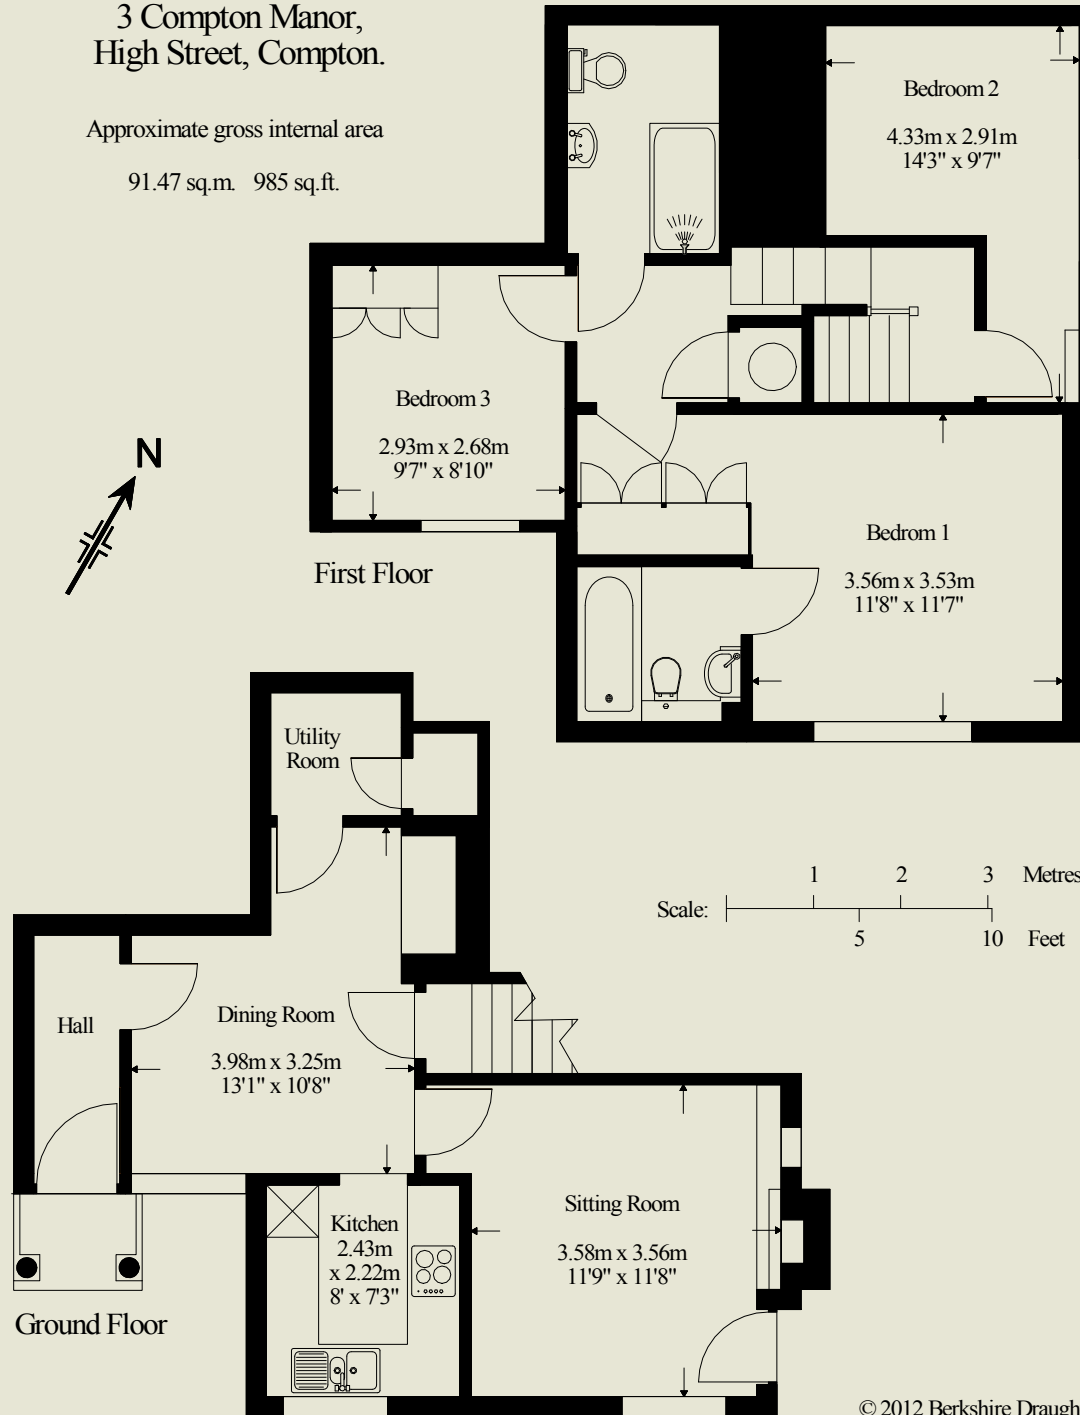 3 Compton Manor,
High Street, Compton.
Approximate gross internal area
91.47 sq.m. 985 sq.ft.
Bedroom 2
4.33m x 2.91m
14'3" x 9'7"
Bedroom 3
2.93m x 2.68m
9'7" x 8'10"
N
Bedrom 1
3.56m x 3.53m
11'8" x 11'7"
First Floor
Utility
Room
1 2 3 Metres
Scale:
5 10 Feet
Hall
Dining Room
3.98m x 3.25m
13'1" x 10'8"
Kitchen
2.43m
x 2.22m
8' x 7'3"
Sitting Room
3.58m x 3.56m
11'9" x 11'8"
Ground Floor
© 2012 Berkshire Draugh